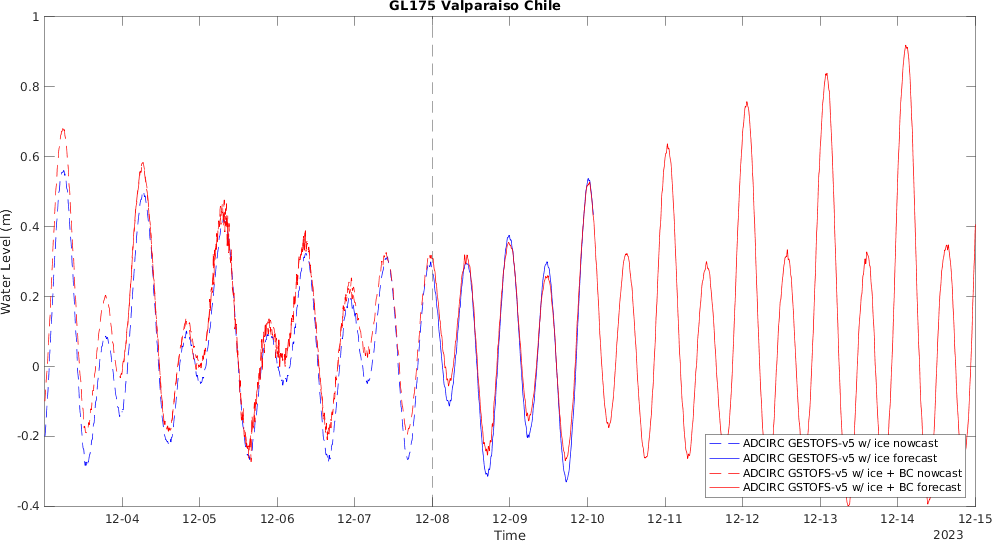 GL175 Valparaiso Chile
1
0.8
0.6
0.4
0.2
0
-0.2
-0.4
Water Level (m)
ADCIRC GESTOFS-v5 w/ ice nowcast
ADCIRC GESTOFS-v5 w/ ice forecast
ADCIRC GSTOFS-v5 w/ ice + BC nowcast
ADCIRC GSTOFS-v5 w/ ice + BC forecast
12-04 12-05 12-06 12-07 12-08 12-09 12-10 12-11 12-12 12-13 12-14 12-15
Time
2023